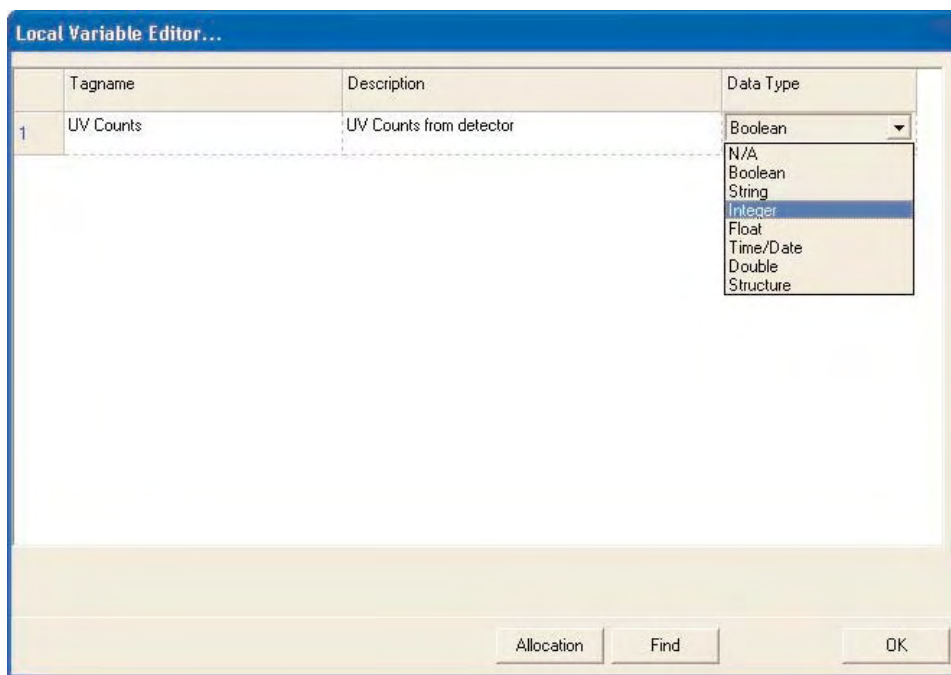 Local Variable Editor...
Tagname Description Data Type
1 UV Counts UV Counts from detector Boolean
N/A
Boolean
String
Integer
Float
Time/Date
Double
Structure
Allocation Find OK